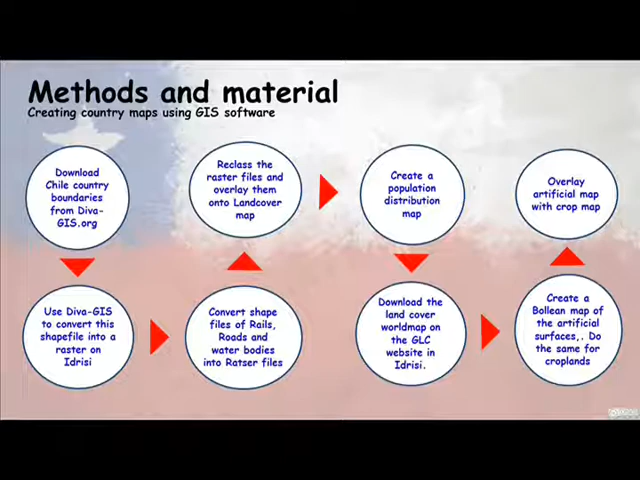 Methods and material
Creating country maps using GIS software
Download
Chile country
boundaries
from Diva-
GIS.org
Use Diva-GIS
to convert this
shapefile into a
raster on
Idrisi
Convert shape
files of Rails,
Roads and
water bodies
into Ratser files
Reclass the
raster files and
overlay them
onto Landcover
map
Create a
population
distribution
map
Download the
land cover
worldmap on
the GLC
website in
Idrisi.
Create a
Bollean map of
the artificial
surfaces,. Do
the same for
croplands
Overlay
artificial map
with crop map